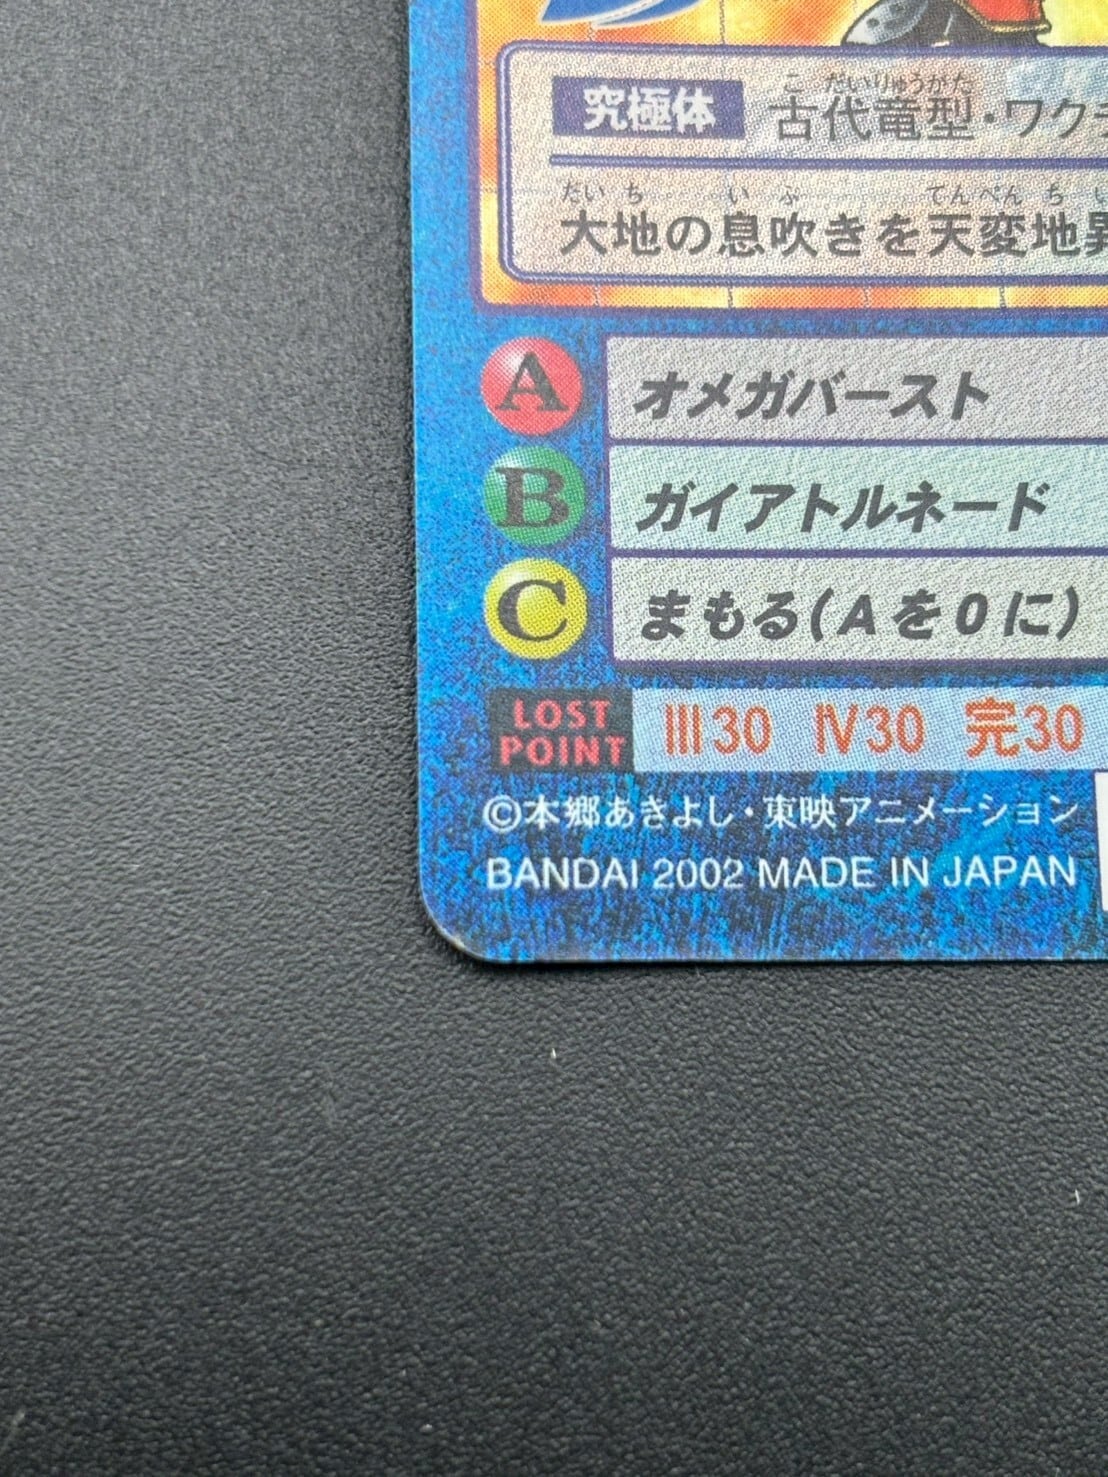 こ だいりゅうがた
究極体 古代竜型・ワクチ
だい ち い ぶ てんぺん ち い
大地の息吹きを天変地異
A オメガバースト
B ガイアトルネード
C まもる(Aを0に)
LOST POINT III30 IV30 完30
©本郷あきよし・東映アニメーション
BANDAI 2002 MADE IN JAPAN